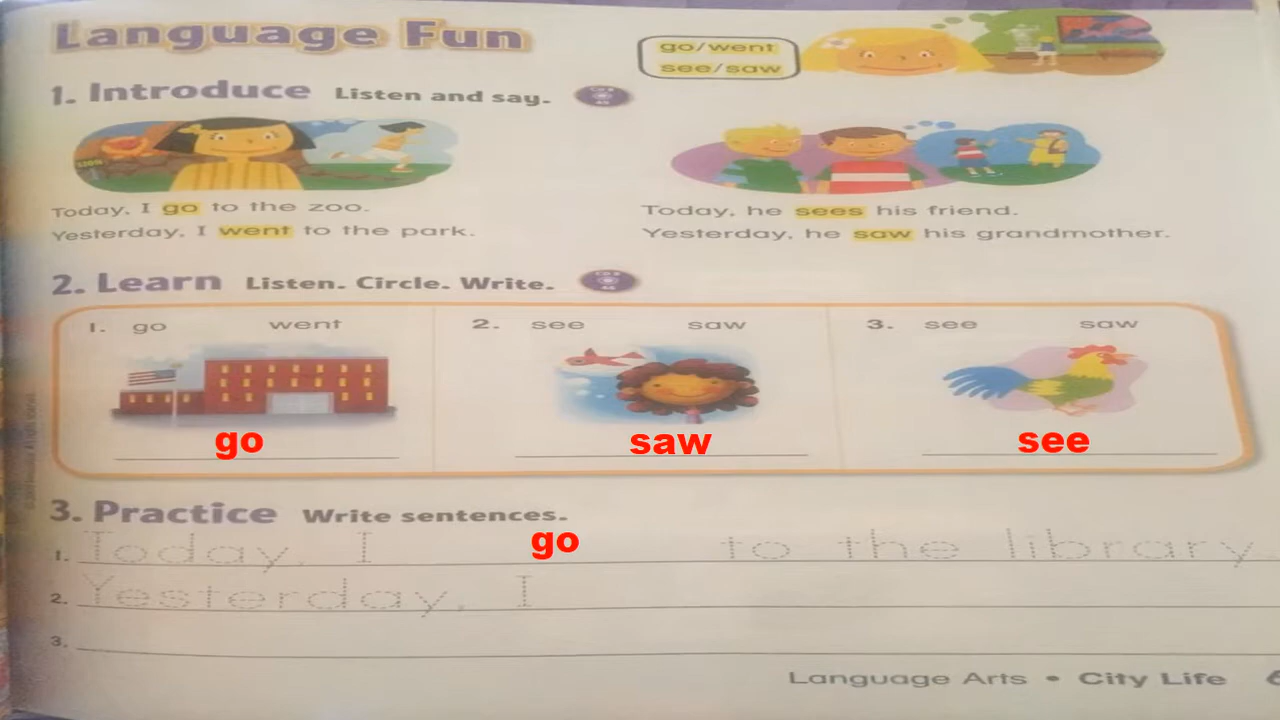 Language Fun
go/went
see/saw
1. Introduce Listen and say.
Today, I go to the zoo.
Yesterday, I went to the park.
Today, he sees his friend.
Yesterday, he saw his grandmother.
2. Learn Listen. Circle. Write.
1. go went
2. see saw
3. see saw
go
saw
see
3. Practice Write sentences.
1. Today, I go to the library.
2. Yesterday, I
3.
Language Arts • City Life